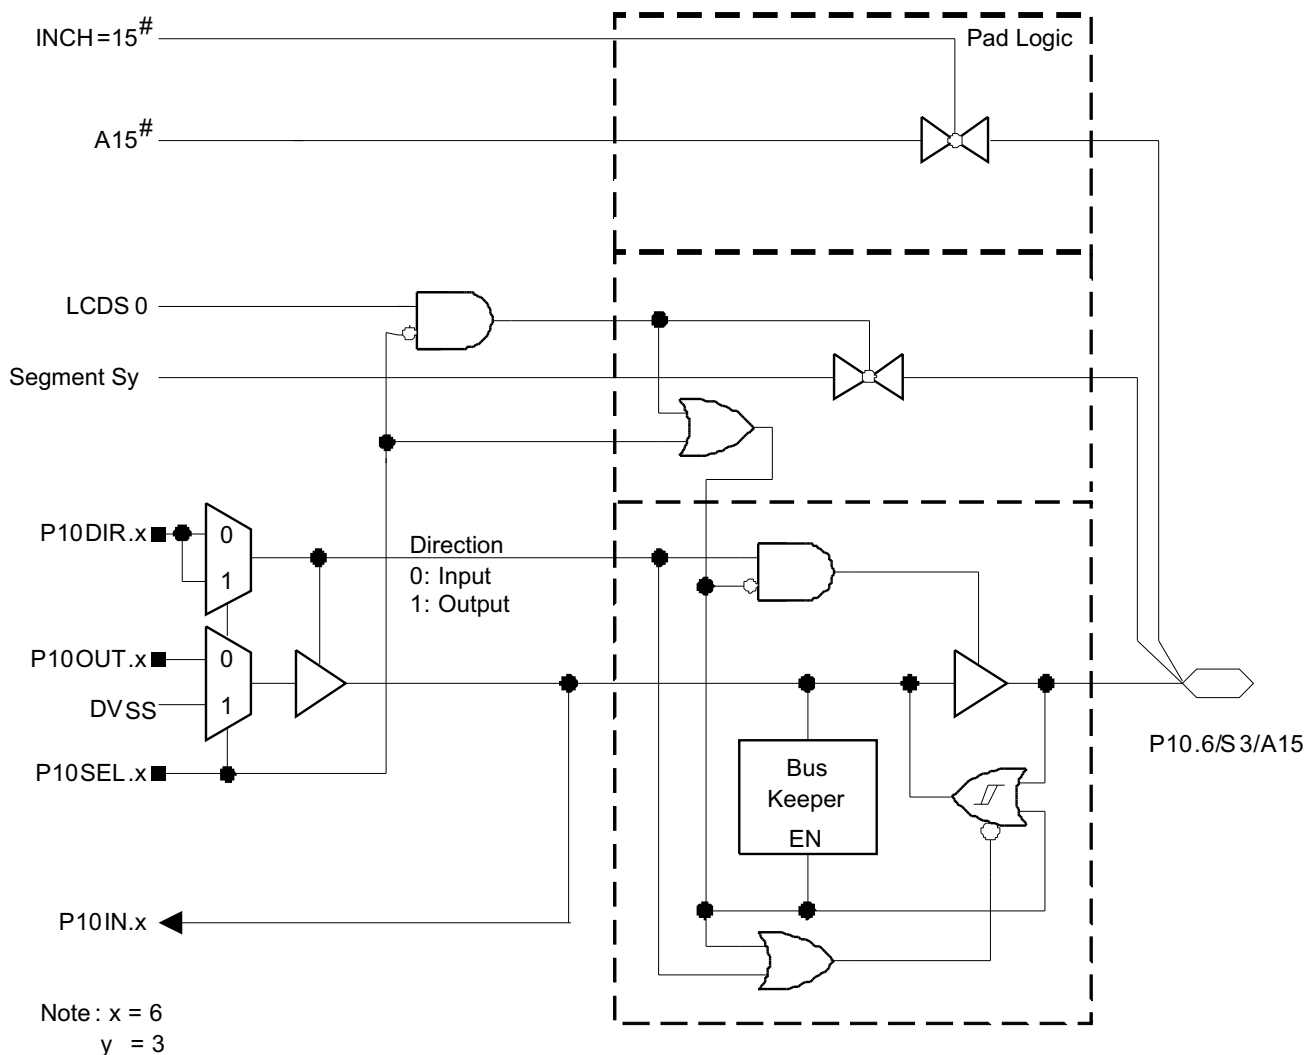 INCH=15#
Pad Logic
A15#
LCDS0
Segment Sy
P10DIR.x
0
1
Direction
0: Input
1: Output
P10OUT.x
0
1
DVSS
P10SEL.x
P10.6/S3/A15
Bus
Keeper
EN
P10IN.x
Note: x = 6
y = 3